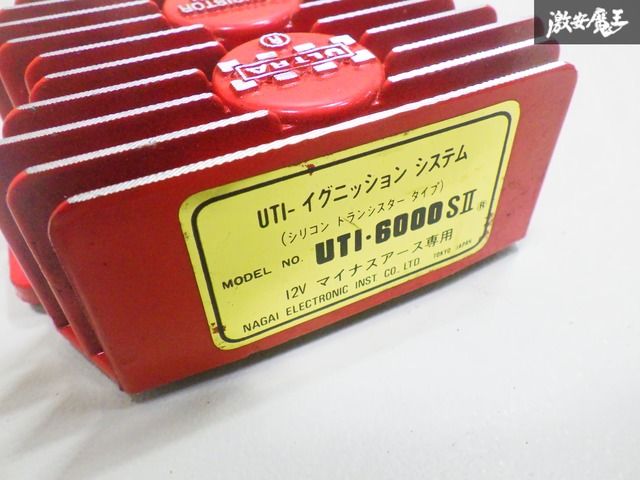 激安魔王
ULTRA
UTI- イグニッション システム
(シリコン トランジスター タイプ)
MODEL NO. UTI・6000SⅡ ®
12V マイナスアース専用
NAGAI ELECTRONIC INST CO. LTD TOKYO JAPAN